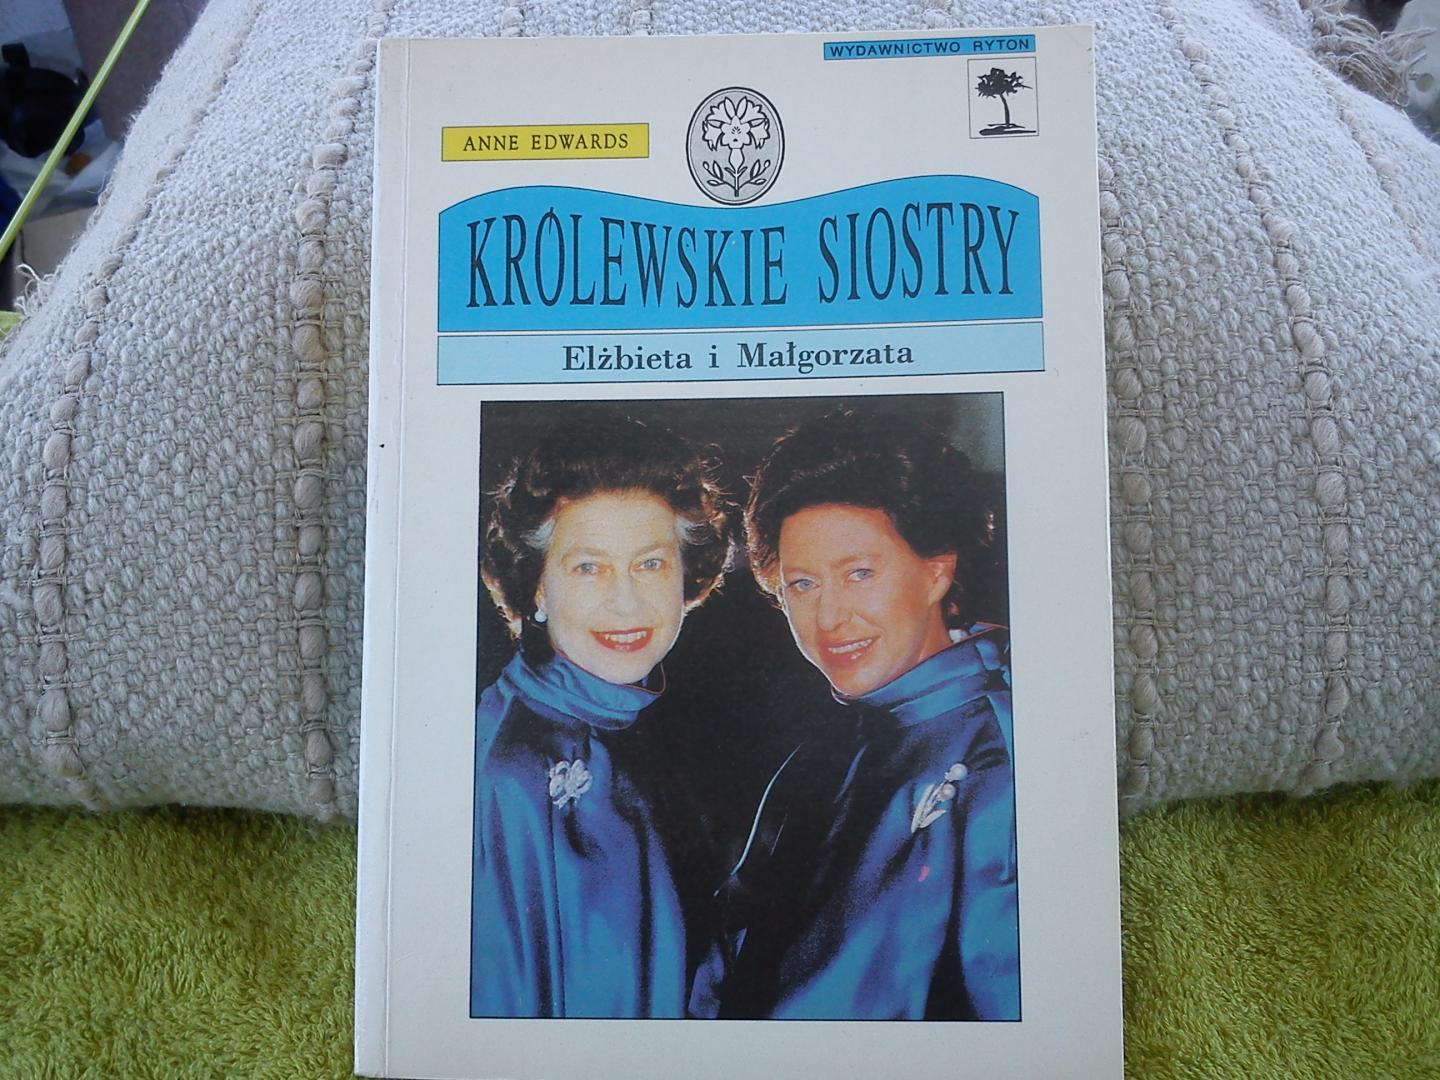 WYDAWNICTWO RYTON
ANNE EDWARDS
KRÓLEWSKIE SIOSTRY
Elżbieta i Małgorzata